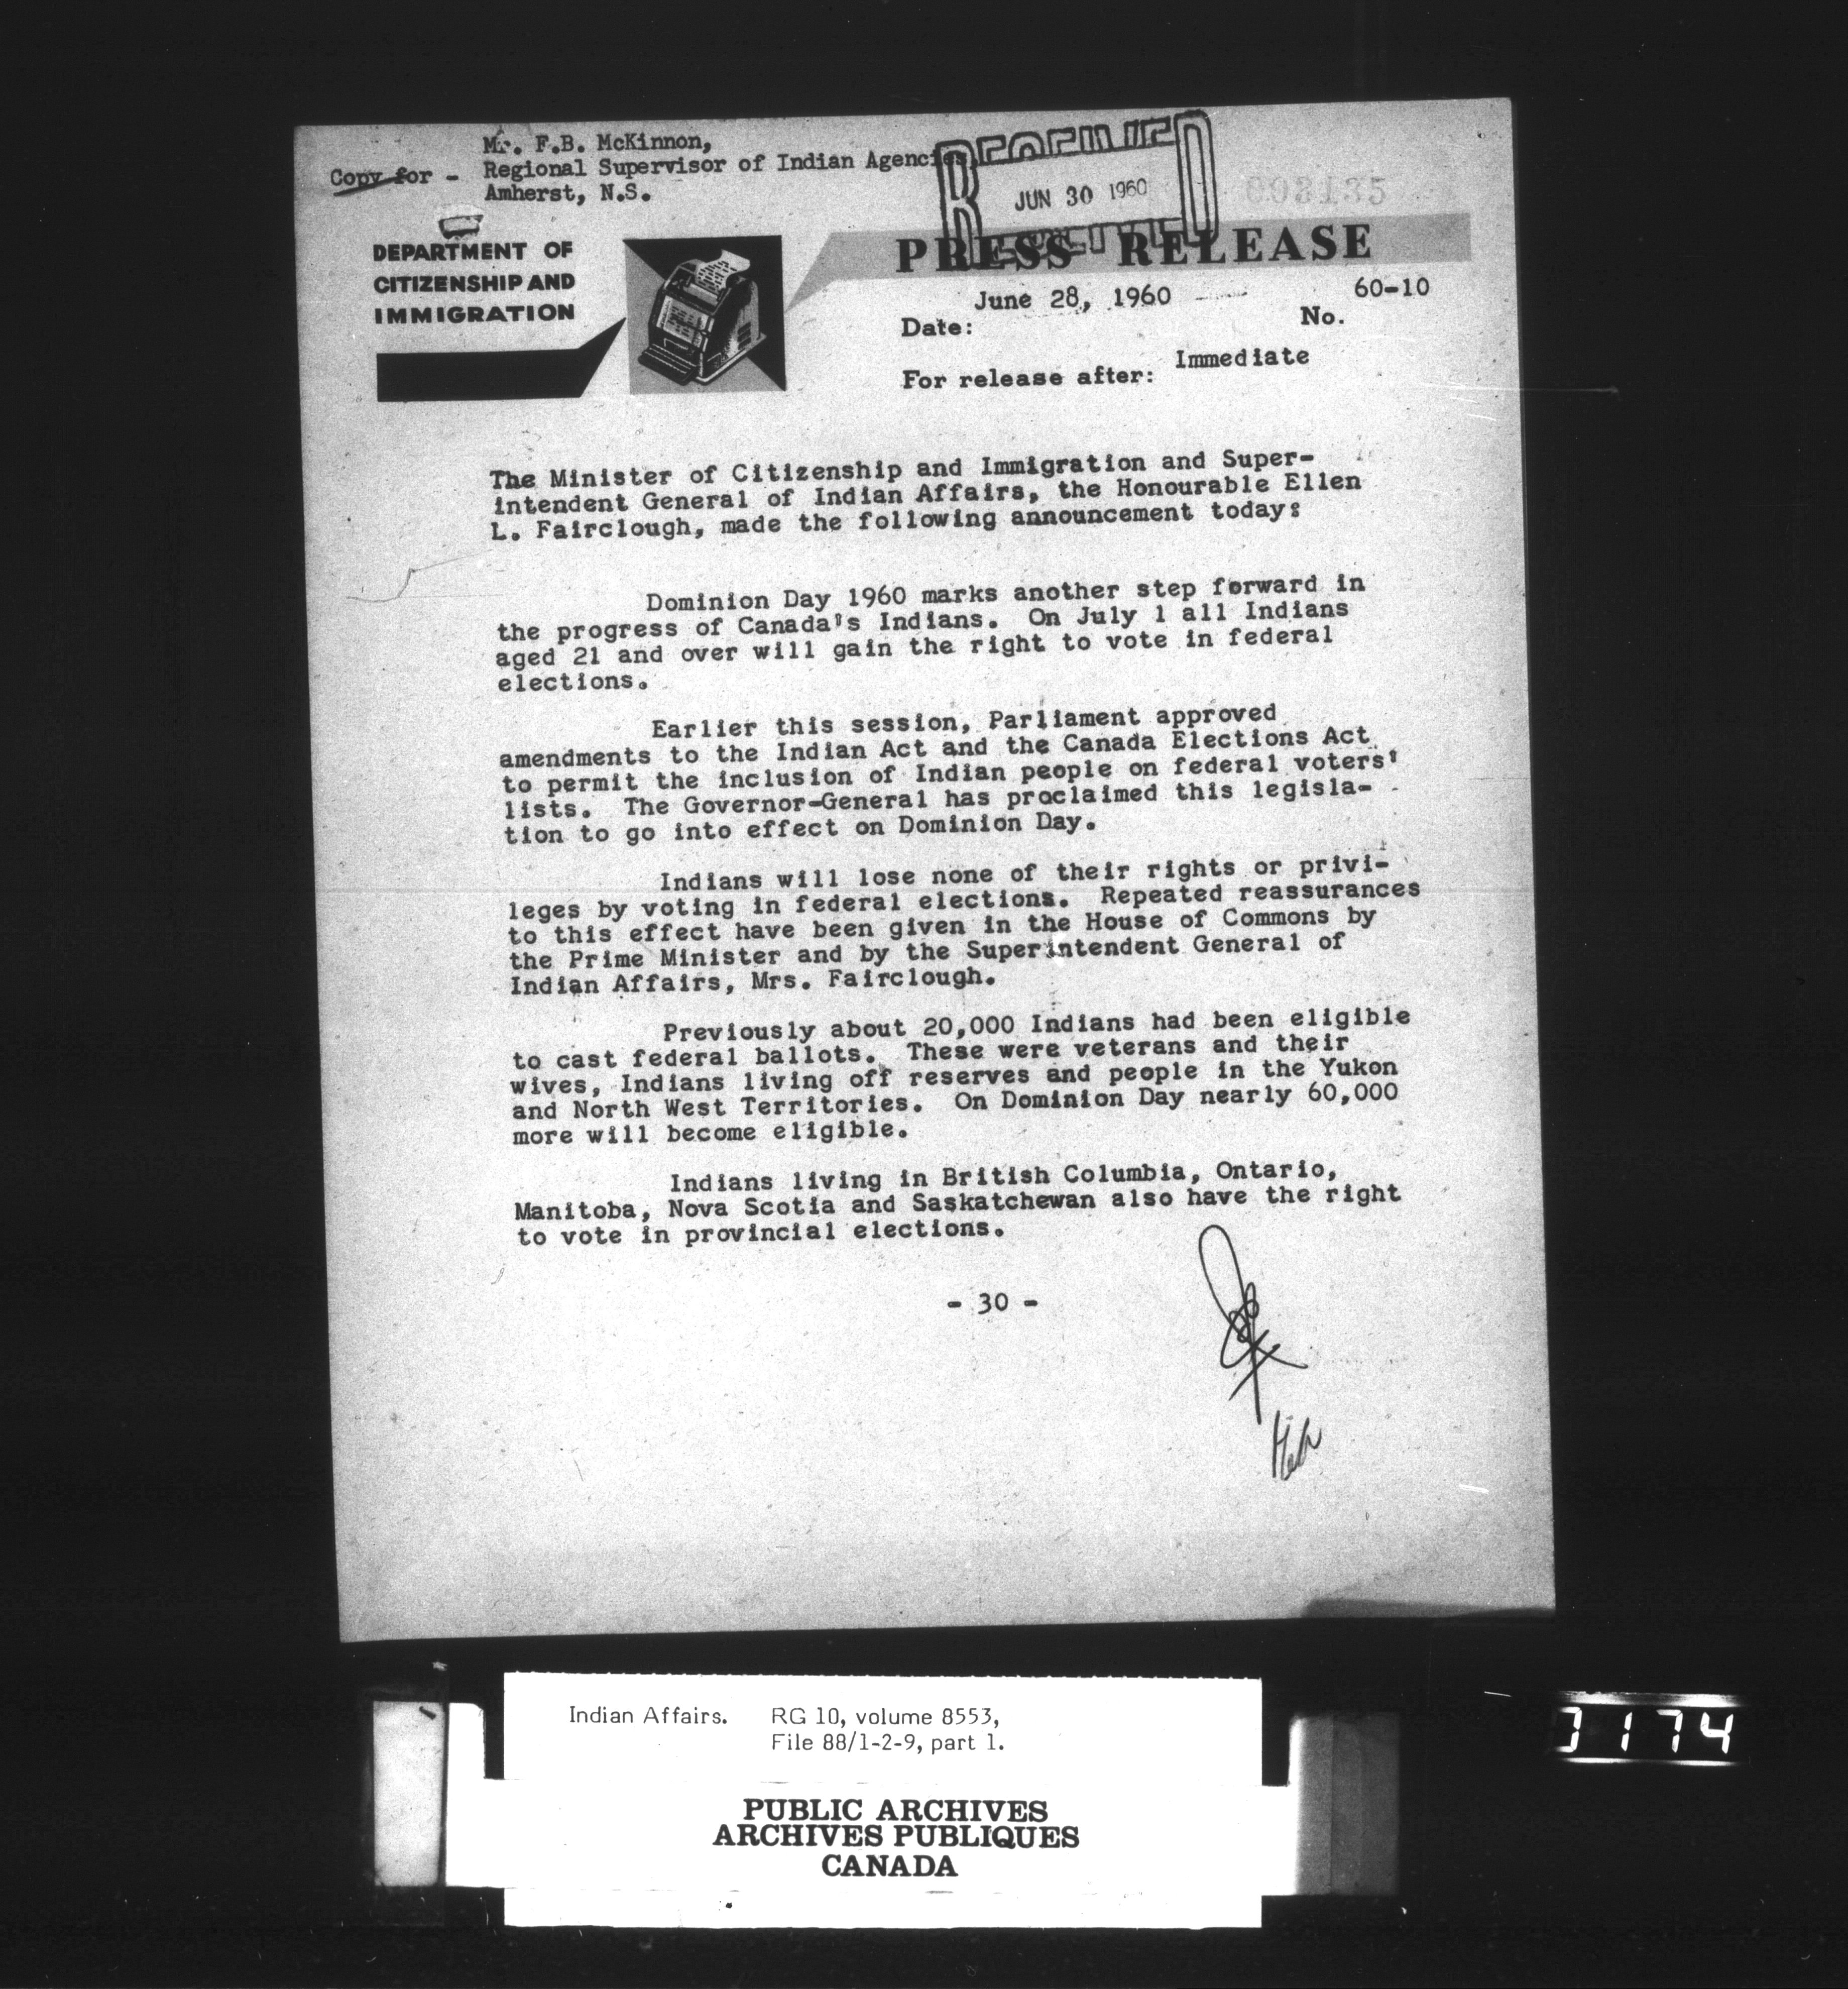 Mr. F.B. McKinnon,
Copy for - Regional Supervisor of Indian Agencies,
Amherst, N.S.
RECEIVED
JUN 30 1960
RECEIVED
003135
DEPARTMENT OF
CITIZENSHIP AND
IMMIGRATION
PRESS RELEASE
June 28, 1960
60-10
Date:
No.
Immediate
For release after:
The Minister of Citizenship and Immigration and Super-
intendent General of Indian Affairs, the Honourable Ellen
L. Fairclough, made the following announcement today:
Dominion Day 1960 marks another step forward in
the progress of Canada's Indians. On July 1 all Indians
aged 21 and over will gain the right to vote in federal
elections.
Earlier this session, Parliament approved
amendments to the Indian Act and the Canada Elections Act
to permit the inclusion of Indian people on federal voters'
lists. The Governor-General has proclaimed this legisla-
tion to go into effect on Dominion Day.
Indians will lose none of their rights or privi-
leges by voting in federal elections. Repeated reassurances
to this effect have been given in the House of Commons by
the Prime Minister and by the Superintendent General of
Indian Affairs, Mrs. Fairclough.
Previously about 20,000 Indians had been eligible
to cast federal ballots. These were veterans and their
wives, Indians living off reserves and people in the Yukon
and North West Territories. On Dominion Day nearly 60,000
more will become eligible.
Indians living in British Columbia, Ontario,
Manitoba, Nova Scotia and Saskatchewan also have the right
to vote in provincial elections.
- 30 -
Indian Affairs. RG 10, volume 8553,
File 88/1-2-9, part 1.
PUBLIC ARCHIVES
ARCHIVES PUBLIQUES
CANADA
174